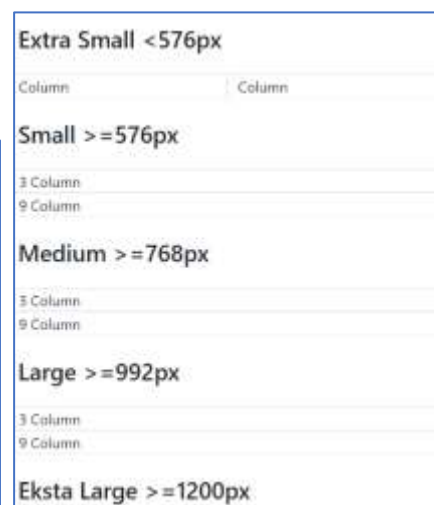 Extra Small <576px
Column Column
Small >=576px
3 Column
9 Column
Medium >=768px
3 Column
9 Column
Large >=992px
3 Column
9 Column
Eksta Large >=1200px